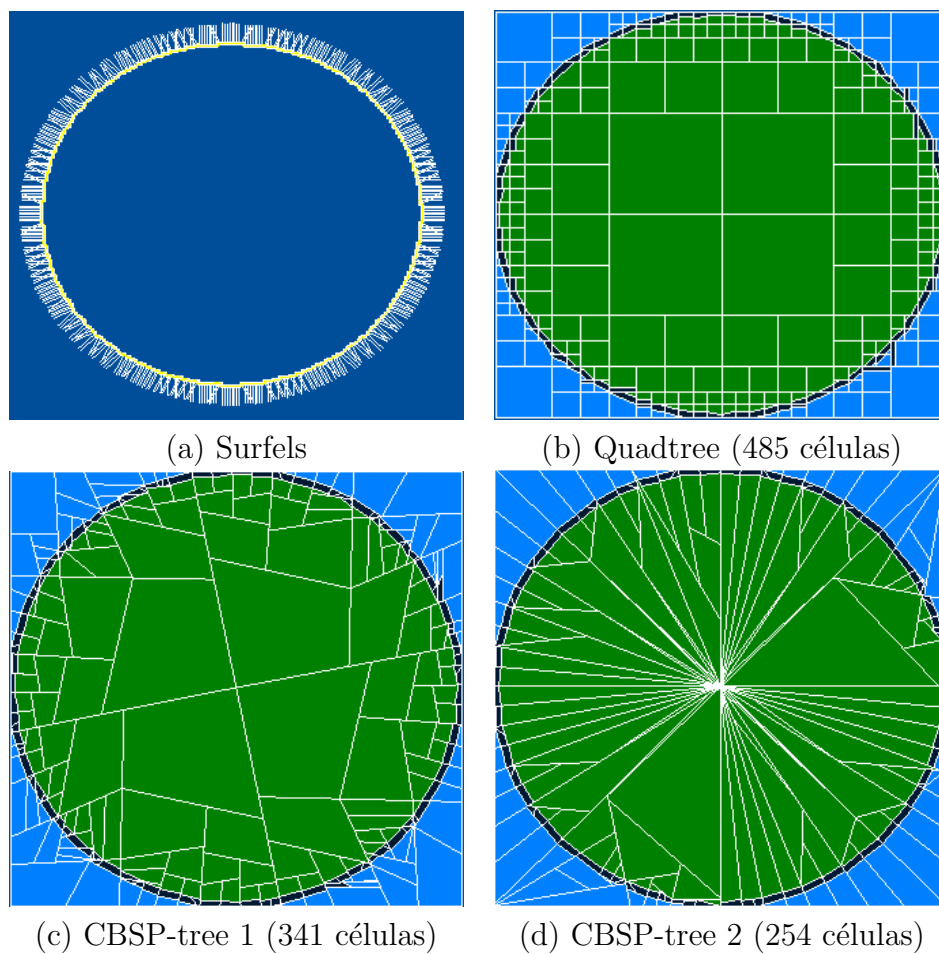 (a) Surfels
(b) Quadtree (485 células)
(c) CBSP-tree 1 (341 células)
(d) CBSP-tree 2 (254 células)